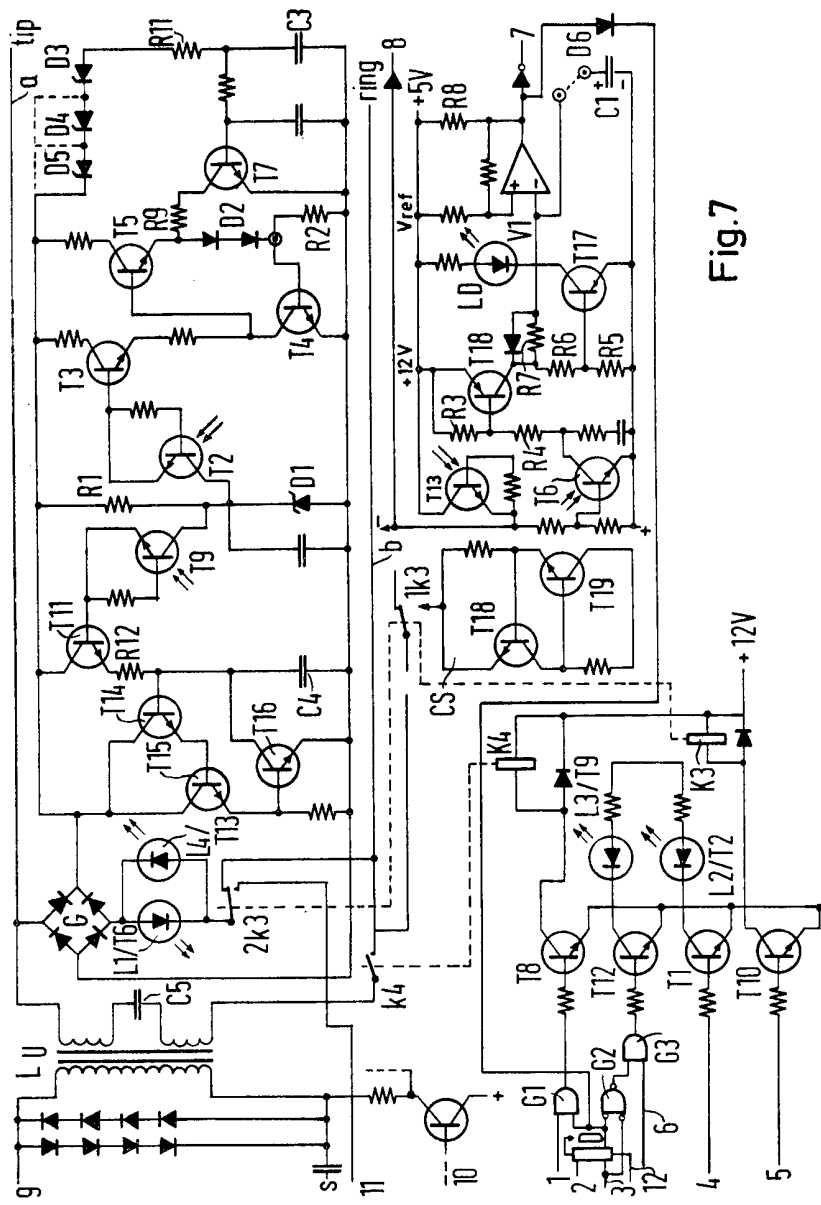 tip
a
D3
D4
D5
R11
C3
T7
R9
D2
R2
T5
T4
T3
T2
R1
D1
T9
T11
R12
T14
T15
T16
C4
L4/
T13
G
L1/T6
2k3
k4
C5
LÜ
9
s
11
10
+
ring
b
8
+5V
R8
Vref
7
D6
+
-
V1
C1
+
-
LD
T17
+12V
T18
R7
R6
R5
R3
R4
T13
T6
-
+
1k3
T18
T19
CS
K4
K3
+12V
L3/T9
L2/T2
T8
T12
T1
T10
G1
G2
G3
D
1
2
3
12
6
4
5
Fig.7